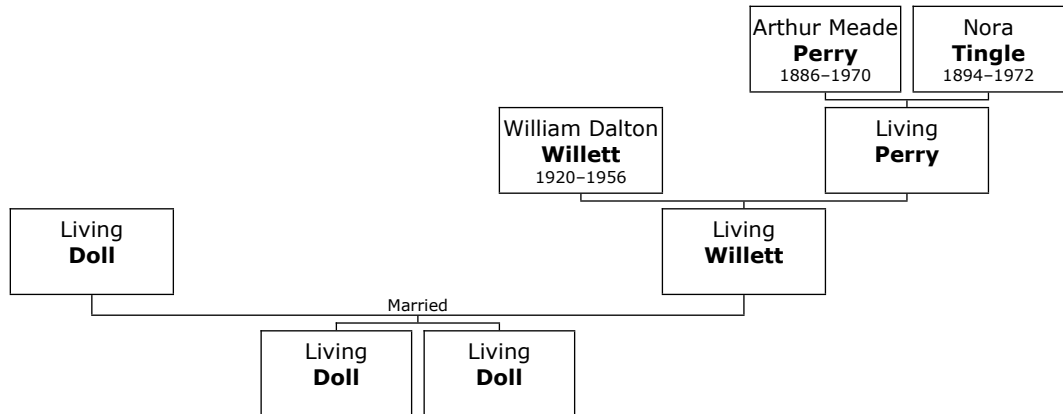 Arthur Meade
Perry
1886–1970
Nora
Tingle
1894–1972
William Dalton
Willett
1920–1956
Living
Perry
Living
Doll
Living
Willett
Married
Living
Doll
Living
Doll